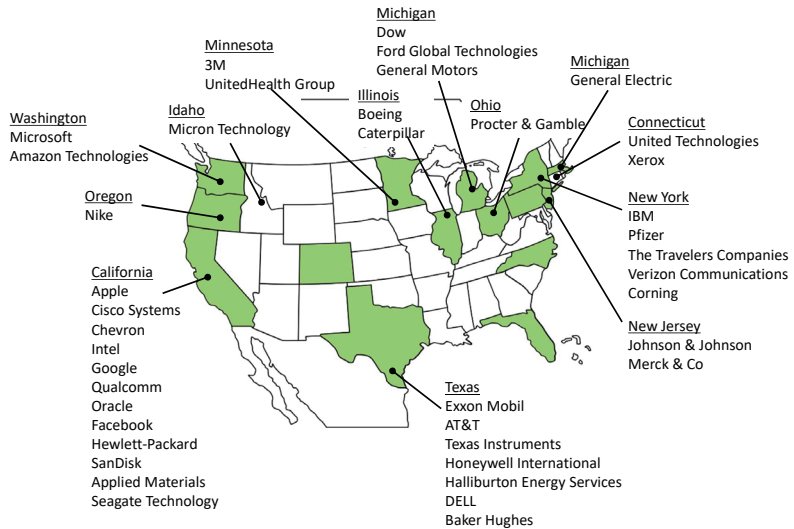 Michigan
Dow
Ford Global Technologies
General Motors
Minnesota
3M
UnitedHealth Group
Michigan
General Electric
Illinois
Boeing
Caterpillar
Ohio
Procter & Gamble
Idaho
Micron Technology
Washington
Microsoft
Amazon Technologies
Connecticut
United Technologies
Xerox
Oregon
Nike
New York
IBM
Pfizer
The Travelers Companies
Verizon Communications
Corning
California
Apple
Cisco Systems
Chevron
Intel
Google
Qualcomm
Oracle
Facebook
Hewlett-Packard
SanDisk
Applied Materials
Seagate Technology
New Jersey
Johnson & Johnson
Merck & Co
Texas
Exxon Mobil
AT&T
Texas Instruments
Honeywell International
Halliburton Energy Services
DELL
Baker Hughes